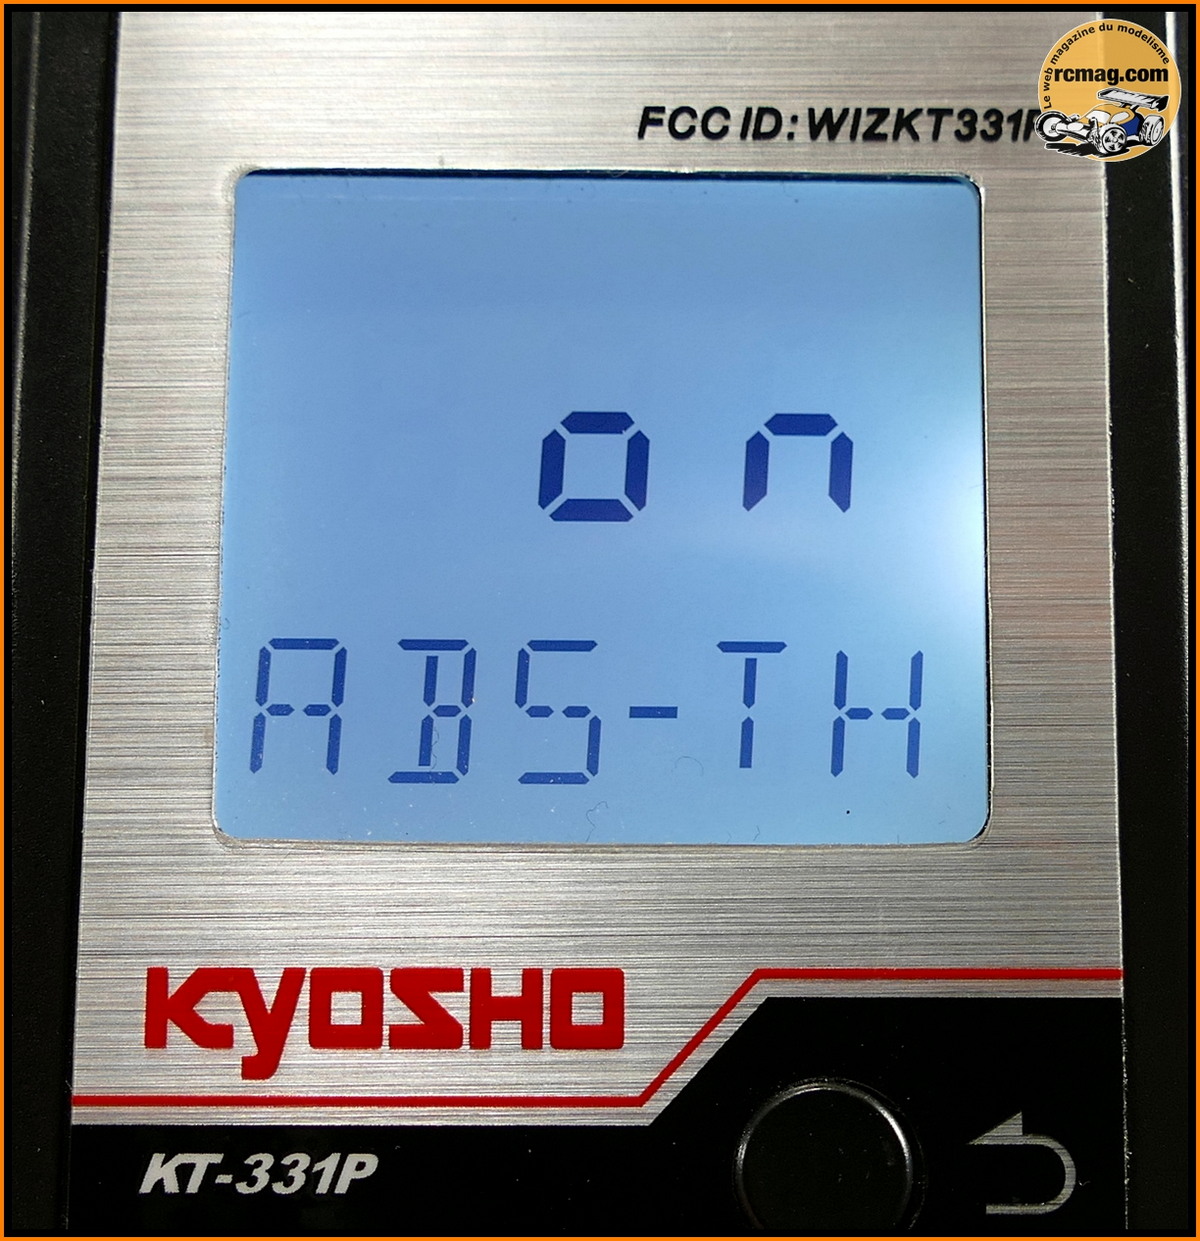 Le web magazine du modelisme
rcmag.com
FCC ID: WIZKT331P
on
ABS-TH
KYOSHO
KT-331P